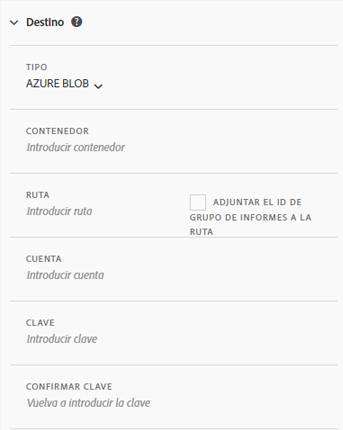 Destino ?
TIPO
AZURE BLOB
CONTENEDOR
Introducir contenedor
RUTA
Introducir ruta
ADJUNTAR EL ID DE
GRUPO DE INFORMES A LA
RUTA
CUENTA
Introducir cuenta
CLAVE
Introducir clave
CONFIRMAR CLAVE
Vuelva a introducir la clave